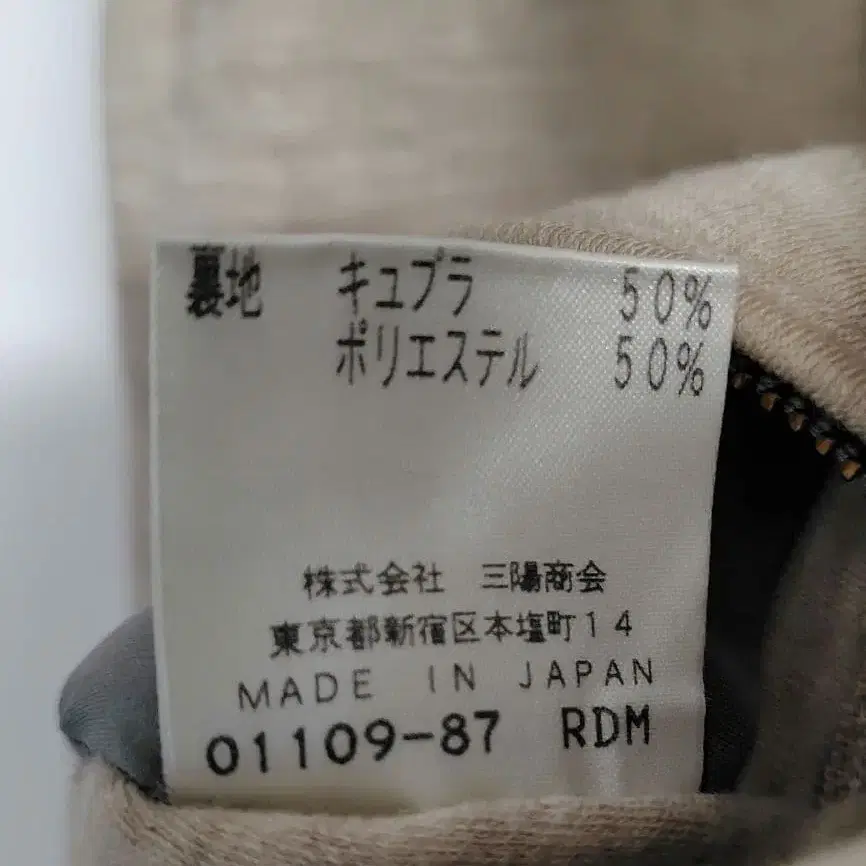 裏地 キュプラ 50%
ポリエステル 50%
株式会社 三陽商会
東京都新宿区本塩町14
MADE IN JAPAN
01109-87 RDM